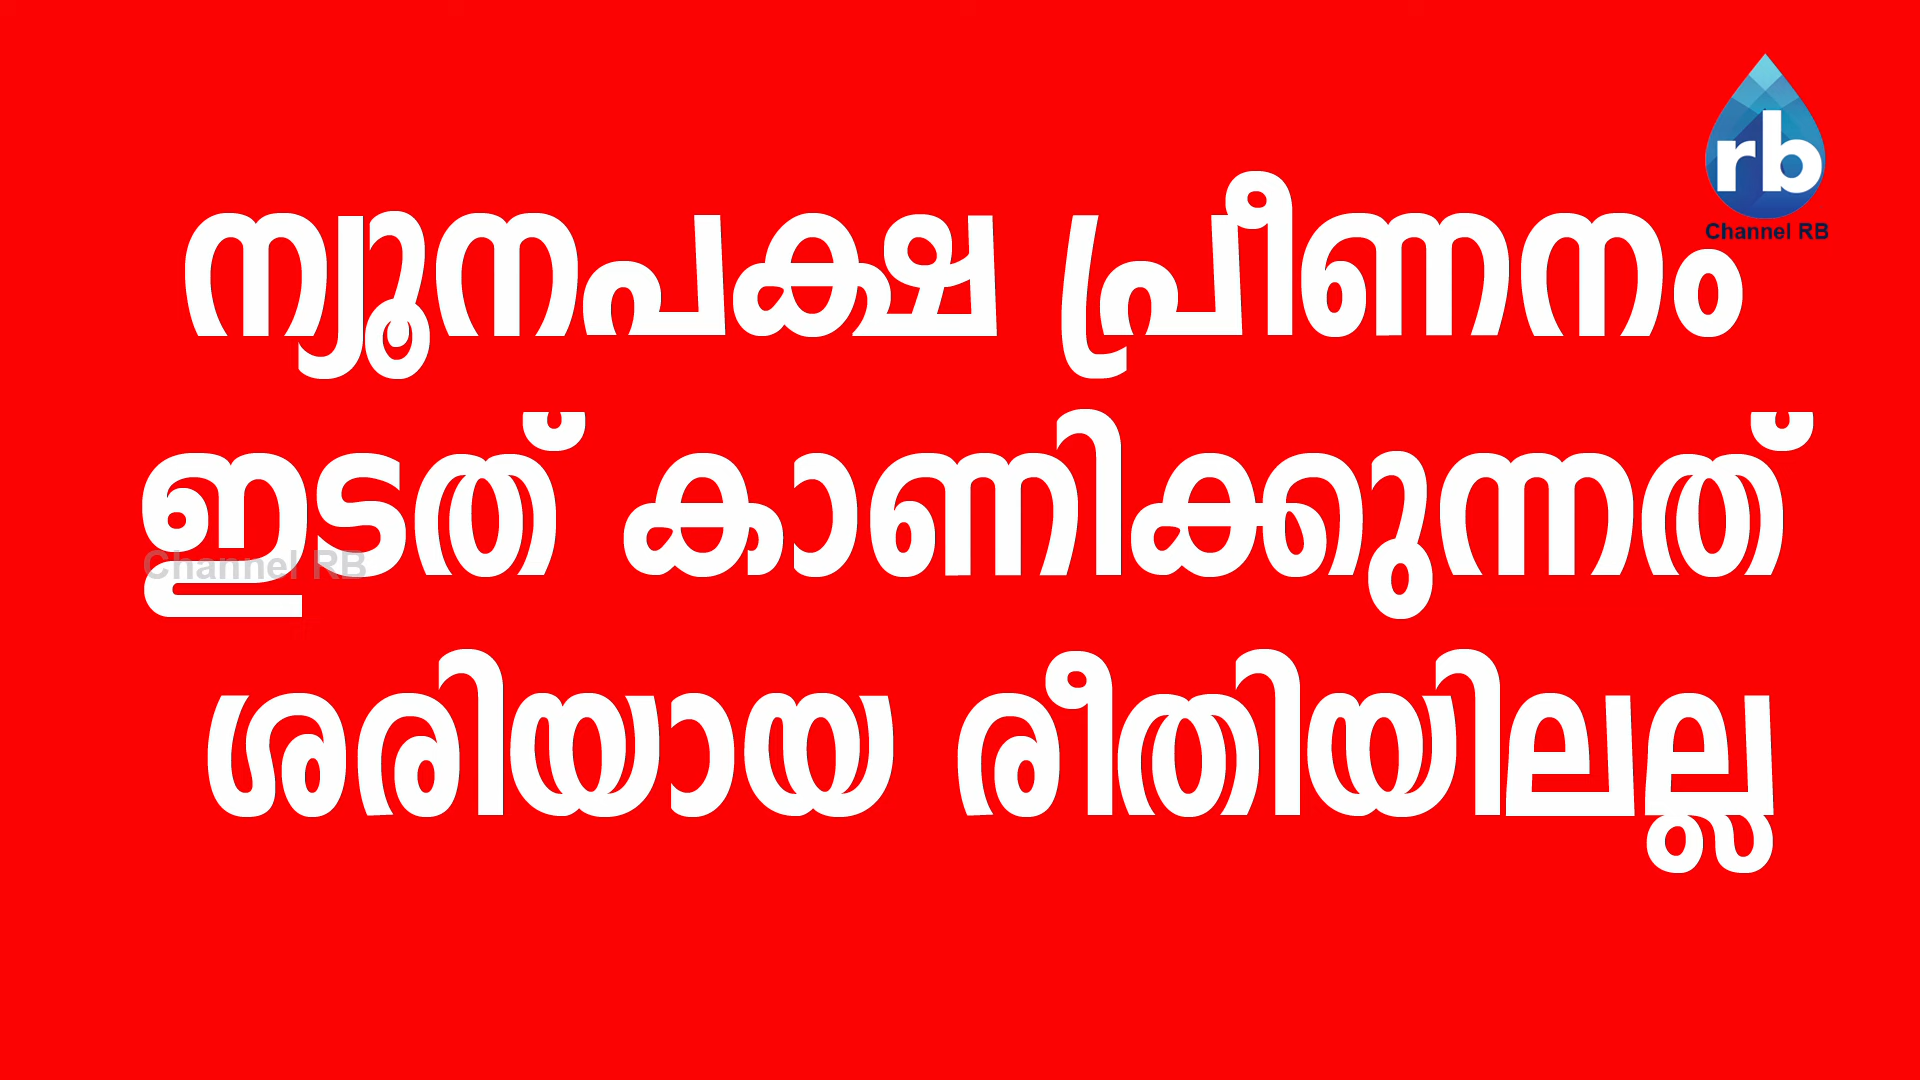 rb
Channel RB
ന്യൂനപക്ഷ പ്രീണനം
ഇടത് കാണിക്കുന്നത്
Channel RB
ശരിയായ രീതിയിലല്ല